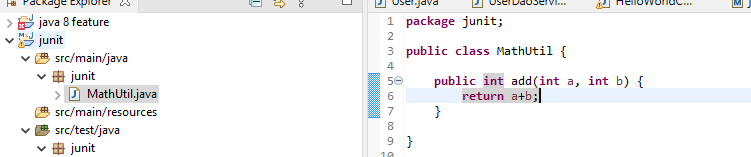 Package Explorer
User.java
UserDaoServi...
HelloWorldC...
java 8 feature
junit
src/main/java
junit
MathUtil.java
src/main/resources
src/test/java
junit
1 package junit;
2
3 public class MathUtil {
4
5 public int add(int a, int b) {
6 return a+b;
7 }
8
9 }
10